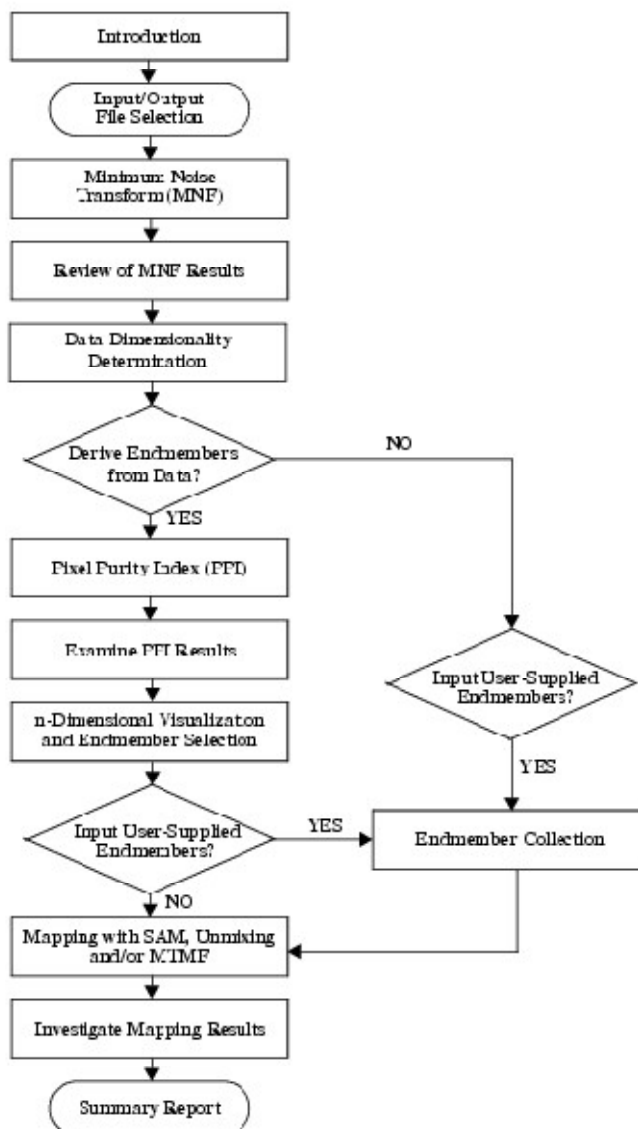 Introduction
Input/Output
File Selection
Minimum Noise
Transform (MNF)
Review of MNF Results
Data Dimensionality
Determination
Derive Endmembers
from Data?
NO
YES
Pixel Purity Index (PPI)
Examine PPI Results
Input User-Supplied
Endmembers?
n-Dimensional Visualization
and Endmember Selection
YES
Input User-Supplied
Endmembers?
YES
Endmember Collection
NO
Mapping with SAM, Unmixing
and/or MTMF
Investigate Mapping Results
Summary Report